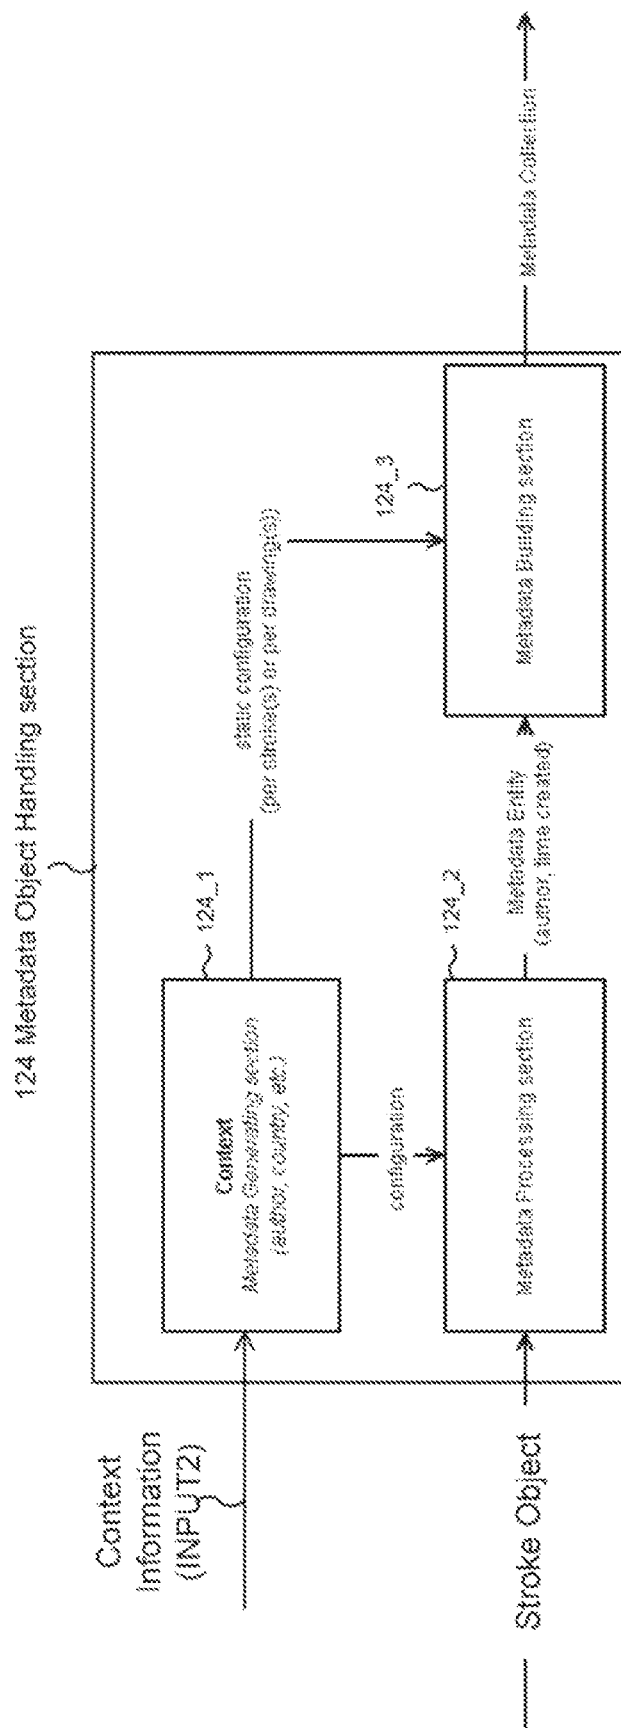 124 Metadata Object Handling section
Context
Information
(INPUT2)
124_1
Context
Metadata Generating section
(author, country, etc.)
static configuration
(per stroke(s) or per drawing(s))
124_3
configuration
Stroke Object
Metadata Processing section
124_2
Metadata Entity
(author, time created)
Metadata Building section
Metadata Collection